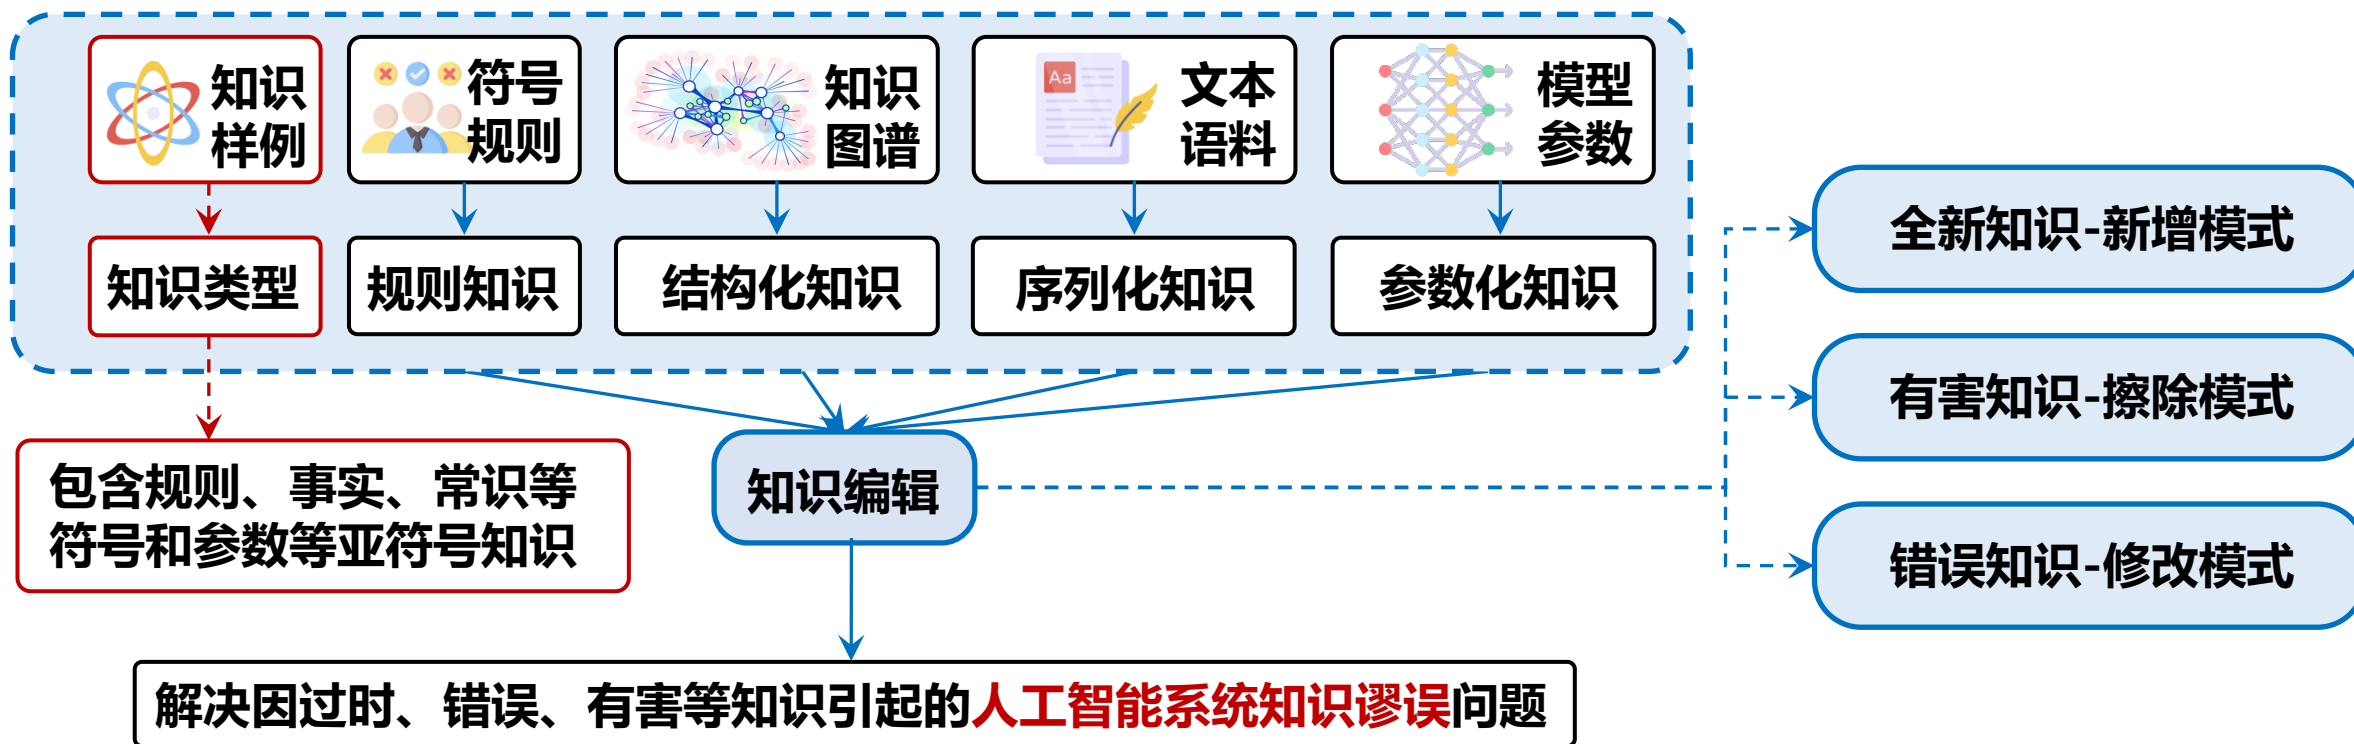 知识
样例
符号
规则
知识
图谱
Aa
文本
语料
模型
参数
知识类型
规则知识
结构化知识
序列化知识
参数化知识
全新知识-新增模式
有害知识-擦除模式
错误知识-修改模式
包含规则、事实、常识等
符号和参数等亚符号知识
知识编辑
解决因过时、错误、有害等知识引起的人工智能系统知识谬误问题